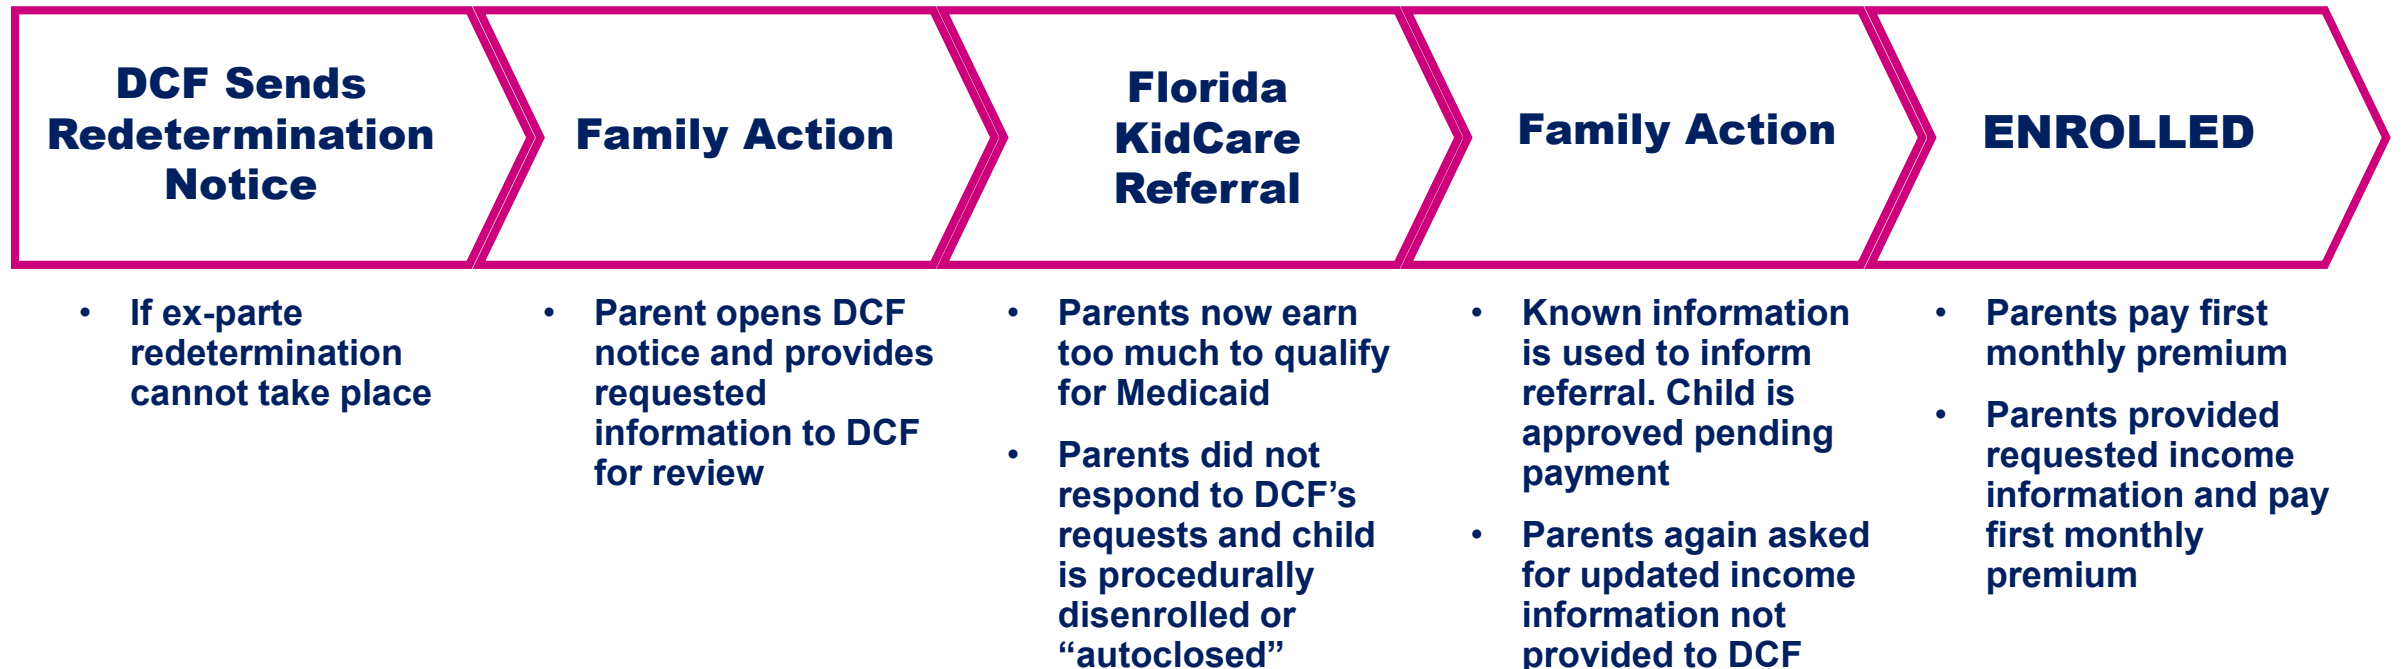 DCF Sends
Redetermination
Notice
Family Action
Florida
KidCare
Referral
Family Action
ENROLLED
• If ex-parte
redetermination
cannot take place
• Parent opens DCF
notice and provides
requested
information to DCF
for review
• Parents now earn
too much to qualify
for Medicaid
• Parents did not
respond to DCF’s
requests and child
is procedurally
disenrolled or
“autoclosed”
• Known information
is used to inform
referral. Child is
approved pending
payment
• Parents again asked
for updated income
information not
provided to DCF
• Parents pay first
monthly premium
• Parents provided
requested income
information and pay
first monthly
premium